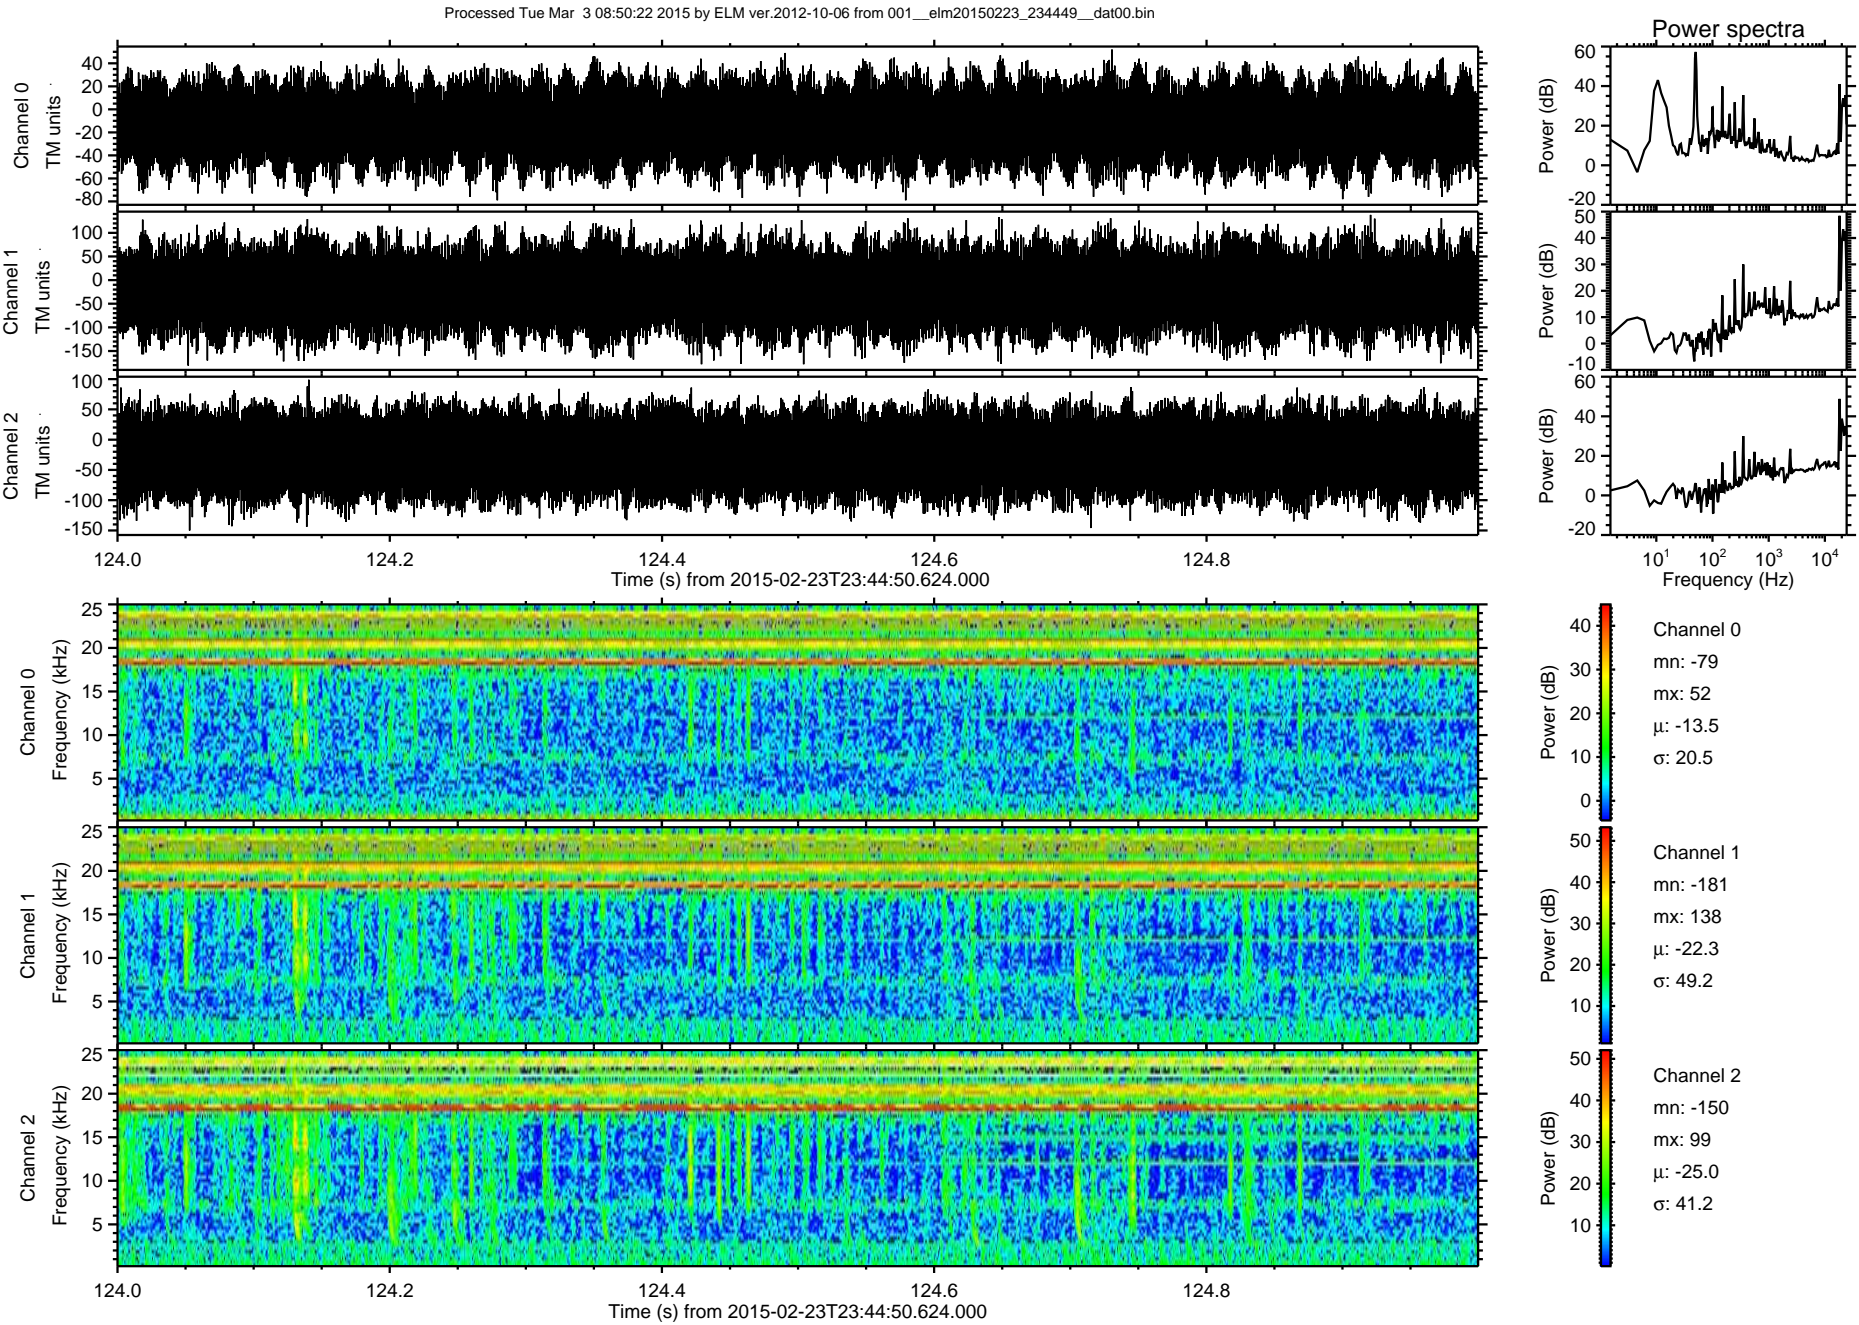 Processed Tue Mar  3 08:50:22 2015 by ELM ver.2012-10-06 from 001__elm20150223_234449__dat00.bin
Power spectra
Channel 0
TM units
40
20
0
-20
-40
-60
-80
Power (dB)
60
40
20
0
-20
Channel 1
TM units
100
50
0
-50
-100
-150
Power (dB)
50
40
30
20
10
0
-10
Channel 2
TM units
100
50
0
-50
-100
-150
Power (dB)
60
40
20
0
-20
124.0 124.2 124.4 124.6 124.8
Time (s) from 2015-02-23T23:44:50.624.000
10^1 10^2 10^3 10^4
Frequency (Hz)
Channel 0
Frequency (kHz)
25
20
15
10
5
Power (dB)
40
30
20
10
0
Channel 0
mn: -79
mx: 52
μ: -13.5
σ: 20.5
Channel 1
Frequency (kHz)
25
20
15
10
5
Power (dB)
50
40
30
20
10
Channel 1
mn: -181
mx: 138
μ: -22.3
σ: 49.2
Channel 2
Frequency (kHz)
25
20
15
10
5
Power (dB)
50
40
30
20
10
Channel 2
mn: -150
mx: 99
μ: -25.0
σ: 41.2
124.0 124.2 124.4 124.6 124.8
Time (s) from 2015-02-23T23:44:50.624.000